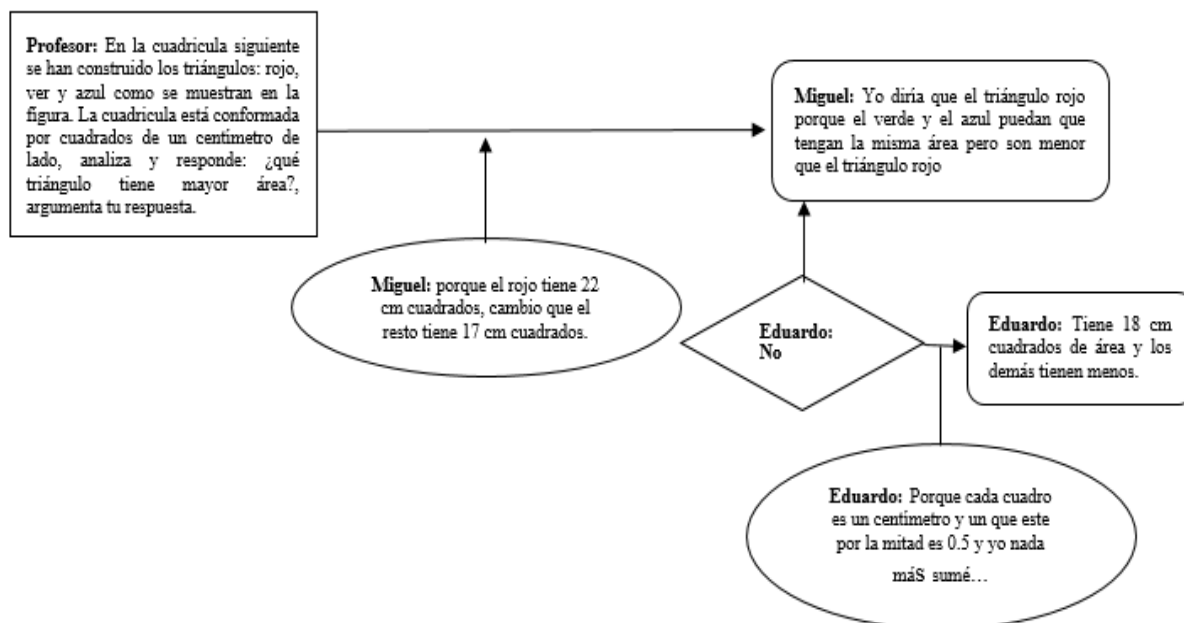 Profesor: En la cuadricula siguiente
se han construido los triángulos: rojo,
ver y azul como se muestran en la
figura. La cuadricula está conformada
por cuadrados de un centímetro de
lado, analiza y responde: ¿qué
triángulo tiene mayor área?,
argumenta tu respuesta.
Miguel: Yo diría que el triángulo rojo
porque el verde y el azul puedan que
tengan la misma área pero son menor
que el triángulo rojo
Miguel: porque el rojo tiene 22
cm cuadrados, cambio que el
resto tiene 17 cm cuadrados.
Eduardo:
No
Eduardo: Tiene 18 cm
cuadrados de área y los
demás tienen menos.
Eduardo: Porque cada cuadro
es un centímetro y un que este
por la mitad es 0.5 y yo nada
máS sumé…